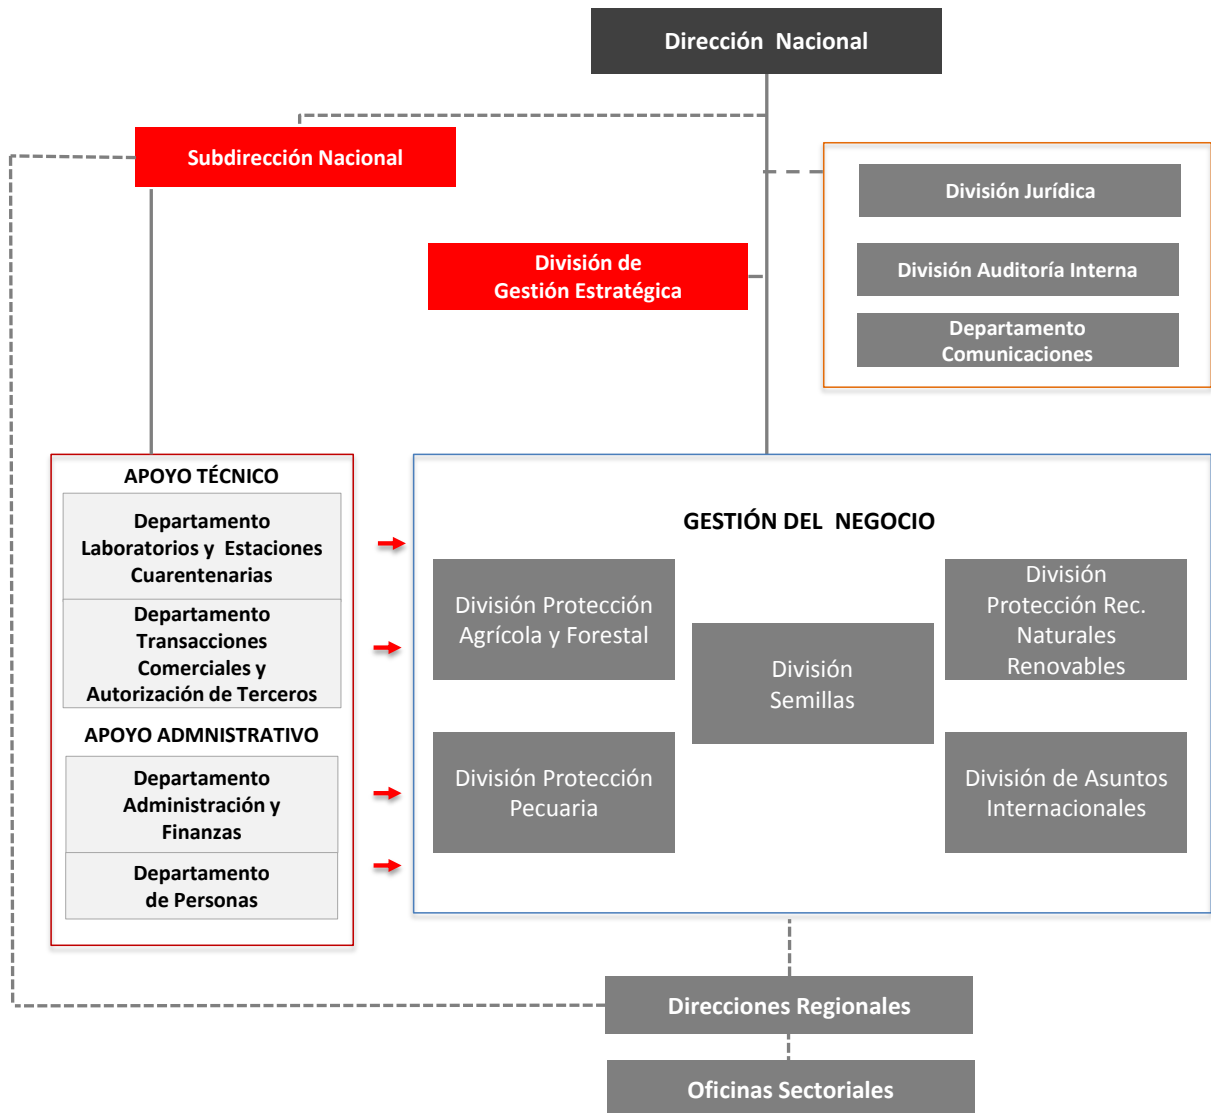 Dirección Nacional
Subdirección Nacional
División Jurídica
División de
Gestión Estratégica
División Auditoría Interna
Departamento
Comunicaciones
APOYO TÉCNICO
Departamento
Laboratorios y Estaciones
Cuarentenarias
Departamento
Transacciones
Comerciales y
Autorización de Terceros
APOYO ADMNISTRATIVO
Departamento
Administración y
Finanzas
Departamento
de Personas
GESTIÓN DEL NEGOCIO
División Protección
Agrícola y Forestal
División
Semillas
División
Protección Rec.
Naturales
Renovables
División Protección
Pecuaria
División de Asuntos
Internacionales
Direcciones Regionales
Oficinas Sectoriales